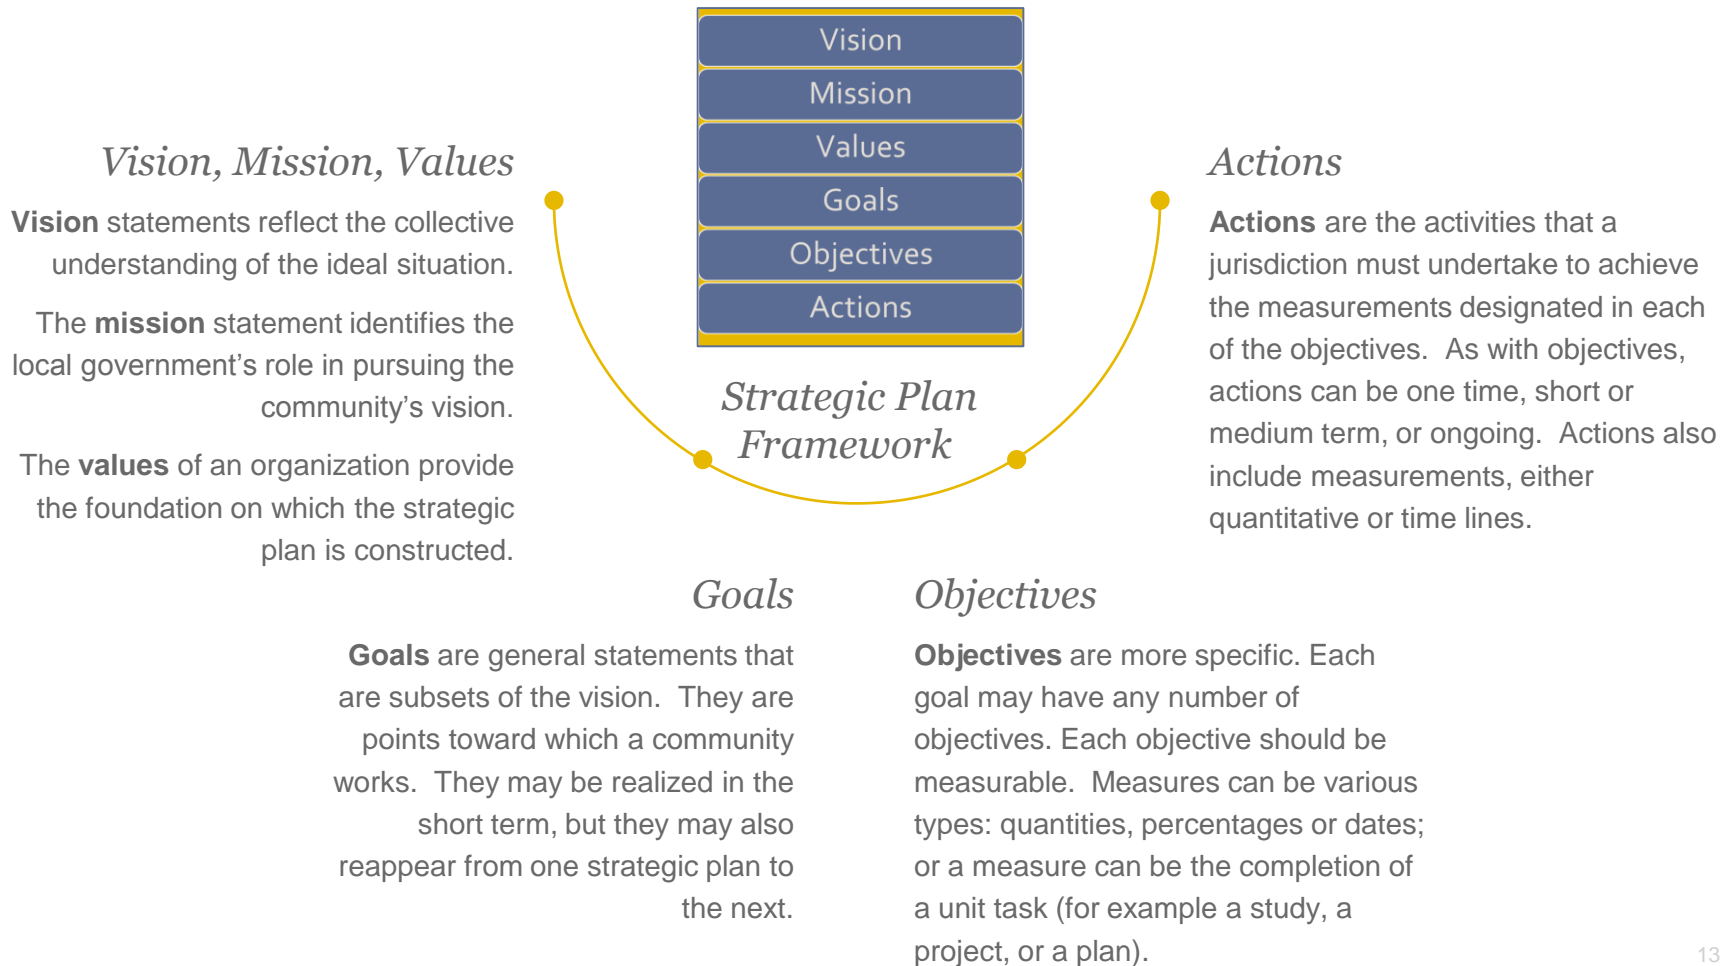 Vision
Mission
Values
Goals
Objectives
Actions
Strategic Plan
Framework
Vision, Mission, Values
Vision statements reflect the collective
understanding of the ideal situation.
The mission statement identifies the
local government’s role in pursuing the
community’s vision.
The values of an organization provide
the foundation on which the strategic
plan is constructed.
Goals
Goals are general statements that
are subsets of the vision.  They are
points toward which a community
works.  They may be realized in the
short term, but they may also
reappear from one strategic plan to
the next.
Objectives
Objectives are more specific. Each
goal may have any number of
objectives. Each objective should be
measurable.  Measures can be various
types: quantities, percentages or dates;
or a measure can be the completion of
a unit task (for example a study, a
project, or a plan).
Actions
Actions are the activities that a
jurisdiction must undertake to achieve
the measurements designated in each
of the objectives.  As with objectives,
actions can be one time, short or
medium term, or ongoing.  Actions also
include measurements, either
quantitative or time lines.
13